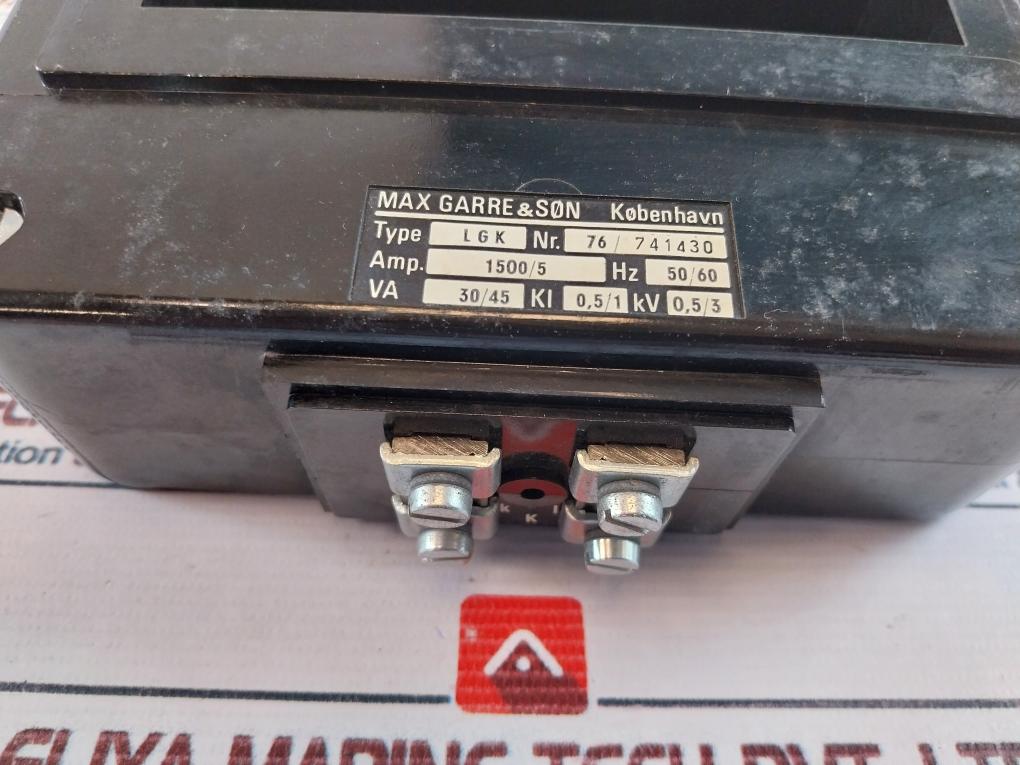 MAX GARRE & SØN København
Type LGK Nr. 76/ 741430
Amp. 1500/5 Hz 50/60
VA 30/45 Kl 0,5/1 kV 0,5/3
k l
K